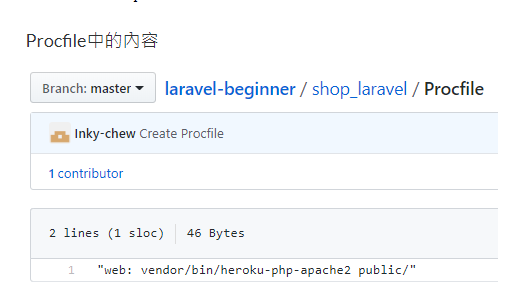 Procfile中的內容
Branch: master
laravel-beginner / shop_laravel / Procfile
Inky-chew Create Procfile
1 contributor
2 lines (1 sloc) 46 Bytes
1 "web: vendor/bin/heroku-php-apache2 public/"